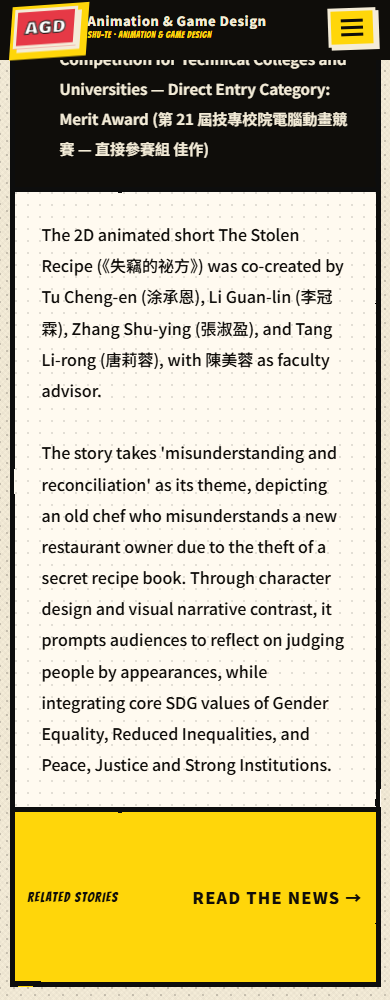 AGD
Animation & Game Design
SHU-TE · ANIMATION & GAME DESIGN
Competition for Technical Colleges and
Universities — Direct Entry Category:
Merit Award (第 21 屆技專校院電腦動畫競
賽 — 直接參賽組 佳作)
The 2D animated short The Stolen
Recipe (《失竊的祕方》) was co-created by
Tu Cheng-en (涂承恩), Li Guan-lin (李冠
霖), Zhang Shu-ying (張淑盈), and Tang
Li-rong (唐莉蓉), with 陳美蓉 as faculty
advisor.
The story takes 'misunderstanding and
reconciliation' as its theme, depicting
an old chef who misunderstands a new
restaurant owner due to the theft of a
secret recipe book. Through character
design and visual narrative contrast, it
prompts audiences to reflect on judging
people by appearances, while
integrating core SDG values of Gender
Equality, Reduced Inequalities, and
Peace, Justice and Strong Institutions.
RELATED STORIES
READ THE NEWS →